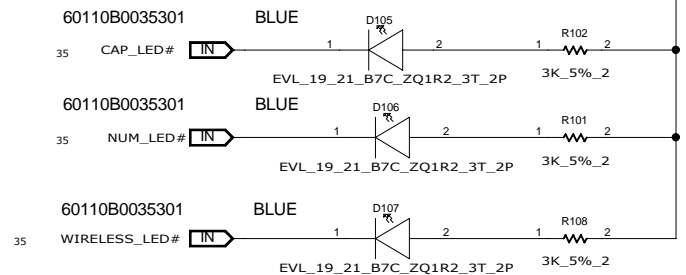 60110B0035301 BLUE D105 R102
35 CAP_LED# IN 1 2 1 2
EVL_19_21_B7C_ZQ1R2_3T_2P 3K_5%_2
60110B0035301 BLUE D106 R101
35 NUM_LED# IN 1 2 1 2
EVL_19_21_B7C_ZQ1R2_3T_2P 3K_5%_2
60110B0035301 BLUE D107 R108
35 WIRELESS_LED# IN 1 2 1 2
EVL_19_21_B7C_ZQ1R2_3T_2P 3K_5%_2